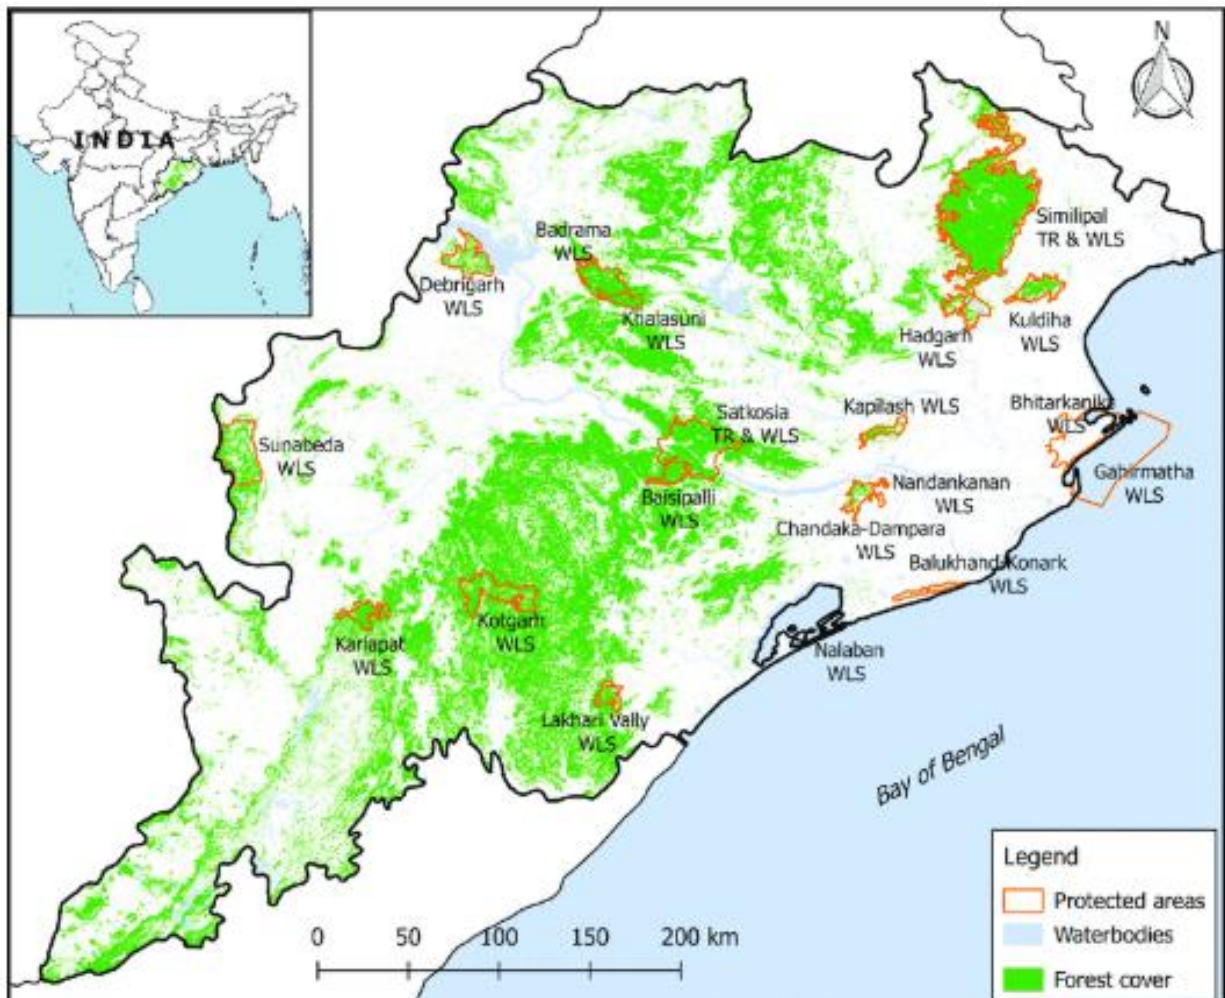 INDIA
N
Similipal
TR & WLS
Badrama
WLS
Debrigarh
WLS
Khalasuni
WLS
Hadgarh
WLS
Kuldiha
WLS
Satkosia
TR & WLS
Kapilash WLS
Bhitarkanika
WLS
Sunabeda
WLS
Baisipalli
WLS
Nandankanan
WLS
Gahirmatha
WLS
Chandaka-Dampara
WLS
Balukhand-Konark
WLS
Karlapat
WLS
Kotgarh
WLS
Nalaban
WLS
Lakhari Vally
WLS
Bay of Bengal
Legend
Protected areas
Waterbodies
Forest cover
0 50 100 150 200 km